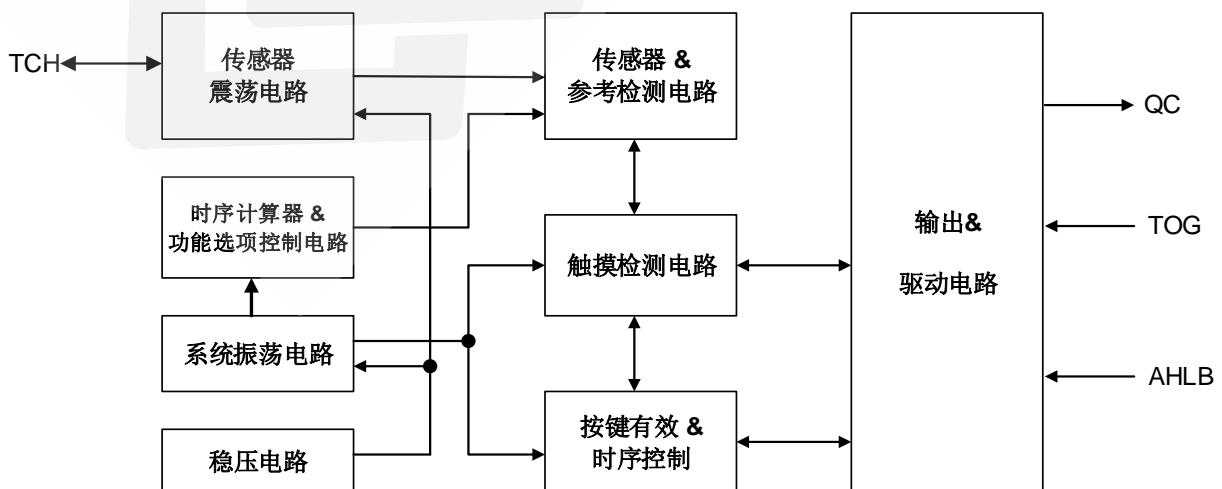 TCH
传感器
震荡电路
传感器 &
参考检测电路
时序计算器 &
功能选项控制电路
触摸检测电路
系统振荡电路
按键有效 &
时序控制
稳压电路
输出&
驱动电路
QC
TOG
AHLB